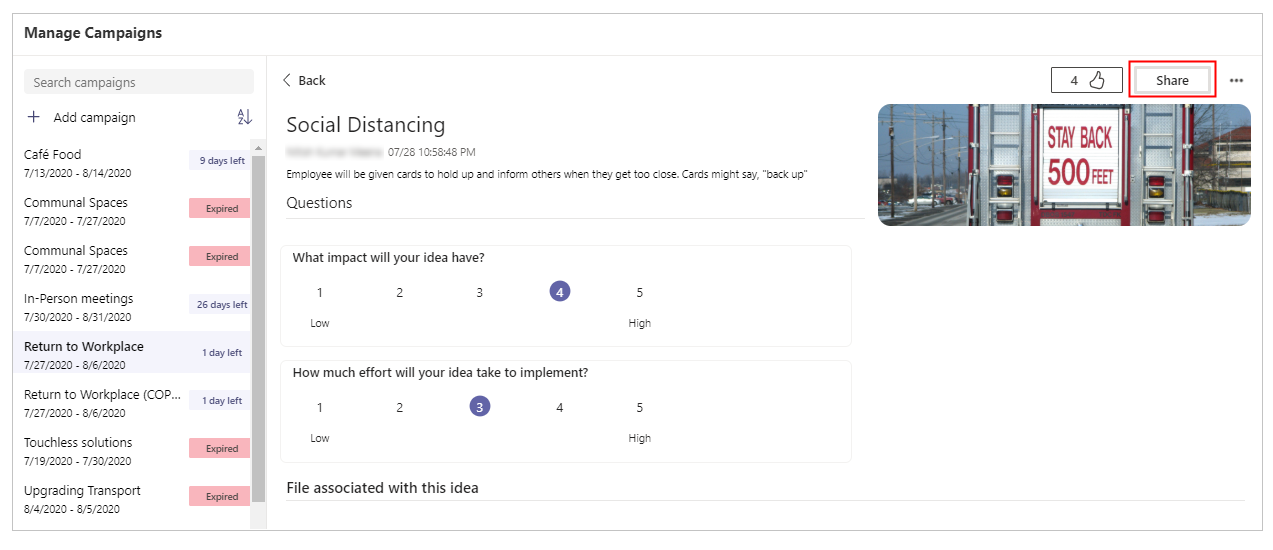 Manage Campaigns
Search campaigns
Add campaign
Café Food
9 days left
7/13/2020 - 8/14/2020
Communal Spaces
Expired
7/7/2020 - 7/27/2020
Communal Spaces
Expired
7/7/2020 - 7/27/2020
In-Person meetings
26 days left
7/30/2020 - 8/31/2020
Return to Workplace
1 day left
7/27/2020 - 8/6/2020
Return to Workplace (COP...
1 day left
7/27/2020 - 8/6/2020
Touchless solutions
Expired
7/19/2020 - 7/30/2020
Upgrading Transport
Expired
8/4/2020 - 8/5/2020
Back
4
Share
Social Distancing
07/28 10:58:48 PM
Employee will be given cards to hold up and inform others when they get too close. Cards might say, "back up"
STAY BACK
500 FEET
Questions
What impact will your idea have?
1 2 3 4 5
Low High
How much effort will your idea take to implement?
1 2 3 4 5
Low High
File associated with this idea